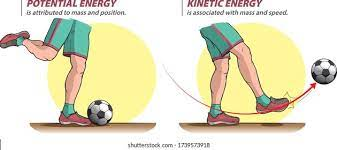 POTENTIAL ENERGY
is attributed to mass and position.
KINETIC ENERGY
is associated with mass and speed.
shutterstock.com · 1739573918